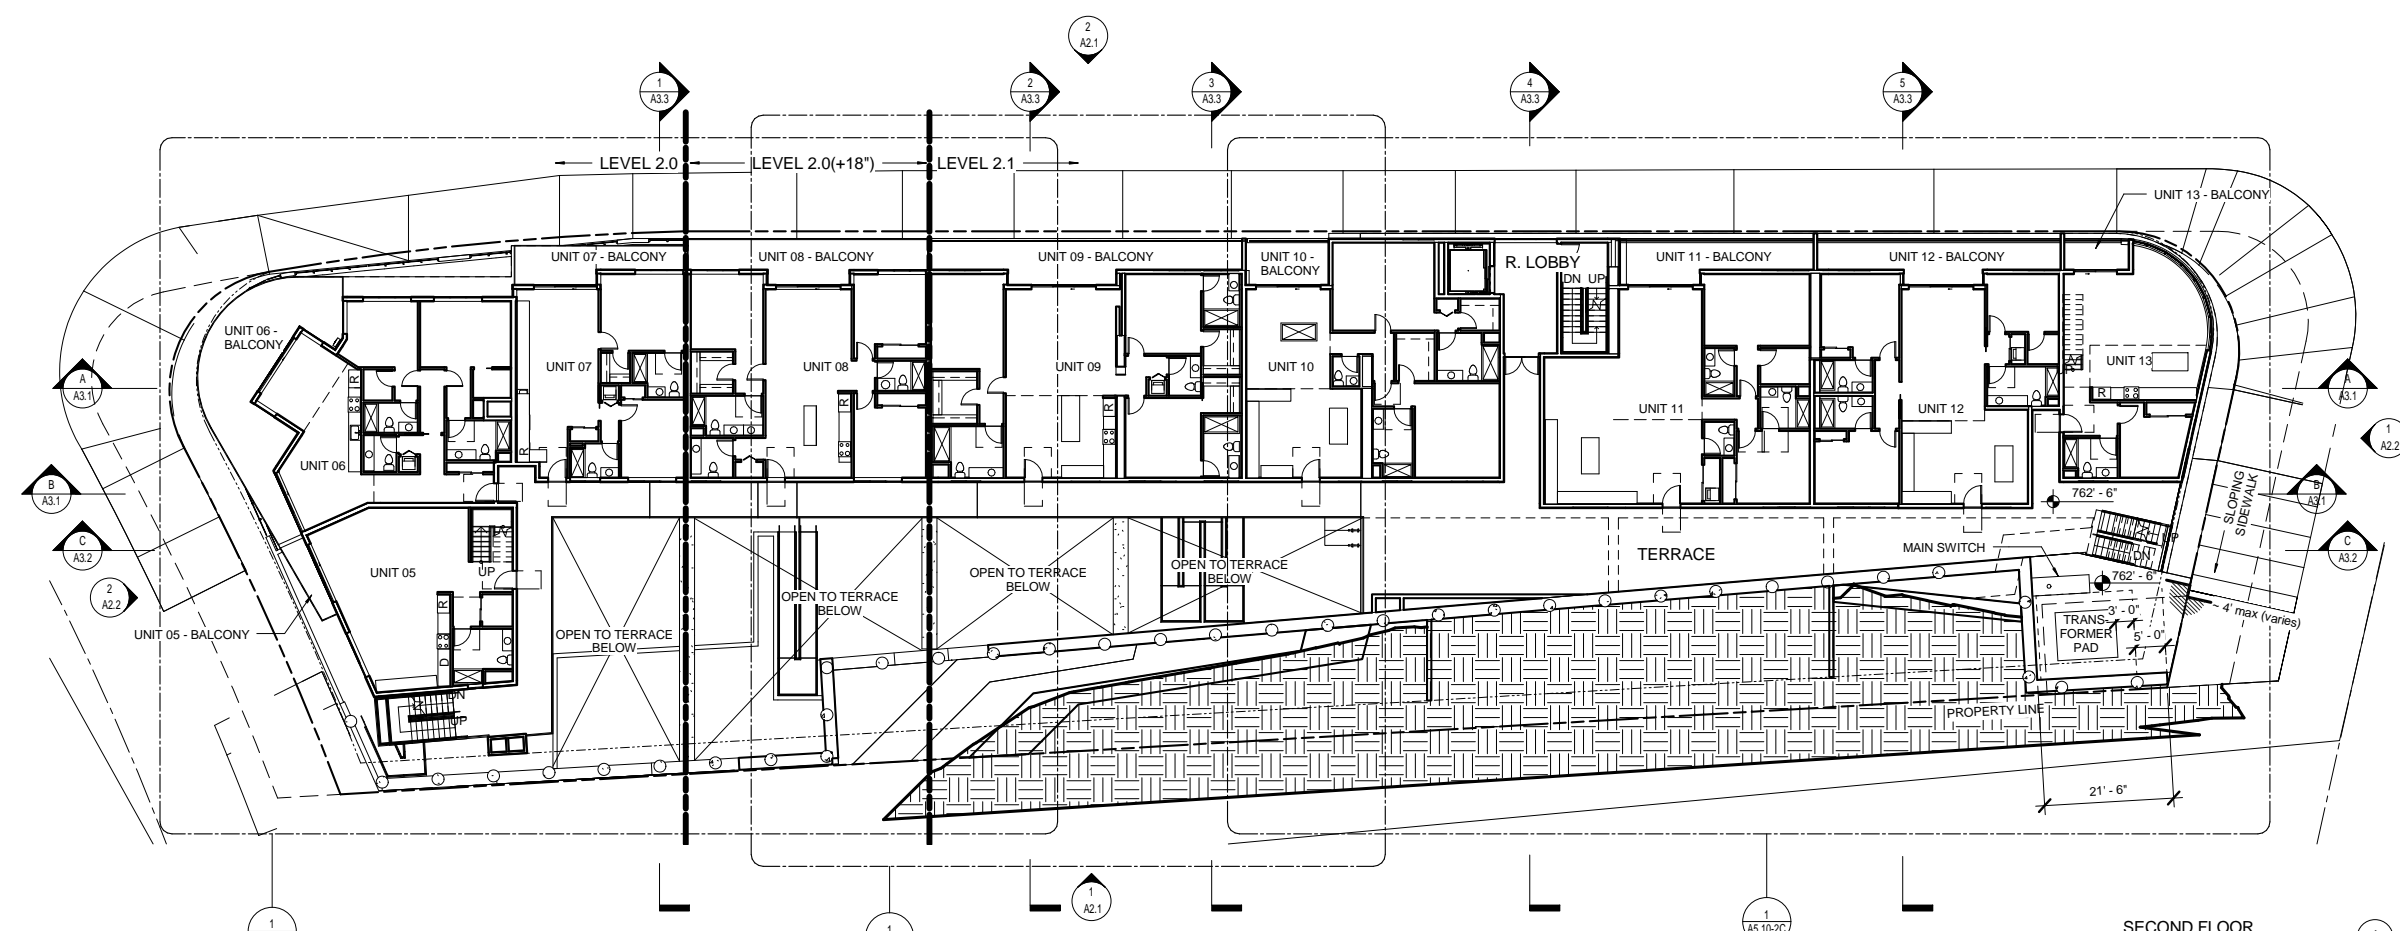 2
A2.1
1
A3.3
2
A3.3
3
A3.3
4
A3.3
5
A3.3
LEVEL 2.0
LEVEL 2.0(+18")
LEVEL 2.1
UNIT 13 - BALCONY
UNIT 07 - BALCONY
UNIT 08 - BALCONY
UNIT 09 - BALCONY
UNIT 10 -
BALCONY
R. LOBBY
DN UP
UNIT 11 - BALCONY
UNIT 12 - BALCONY
UNIT 06 -
BALCONY
UNIT 07
UNIT 08
UNIT 09
UNIT 10
UNIT 11
UNIT 12
UNIT 13
R
R
R
R
R
R
A
A3.1
A
A3.1
1
A2.2
UNIT 06
B
A3.1
B
A3.1
762' - 6"
SLOPING
SIDEWALK
C
A3.2
C
A3.2
UP
DN
TERRACE
MAIN SWITCH
UNIT 05
UP
OPEN TO TERRACE
BELOW
OPEN TO TERRACE
BELOW
OPEN TO TERRACE
BELOW
OPEN TO TERRACE
BELOW
762' - 6"
2
A2.2
R
D
UNIT 05 - BALCONY
3' - 0"
4' max (varies)
TRANS-
FORMER
PAD
5' - 0"
DN
UP
PROPERTY LINE
21' - 6"
1
A2.1
1
1
1
A5.10-2C
SECOND FLOOR